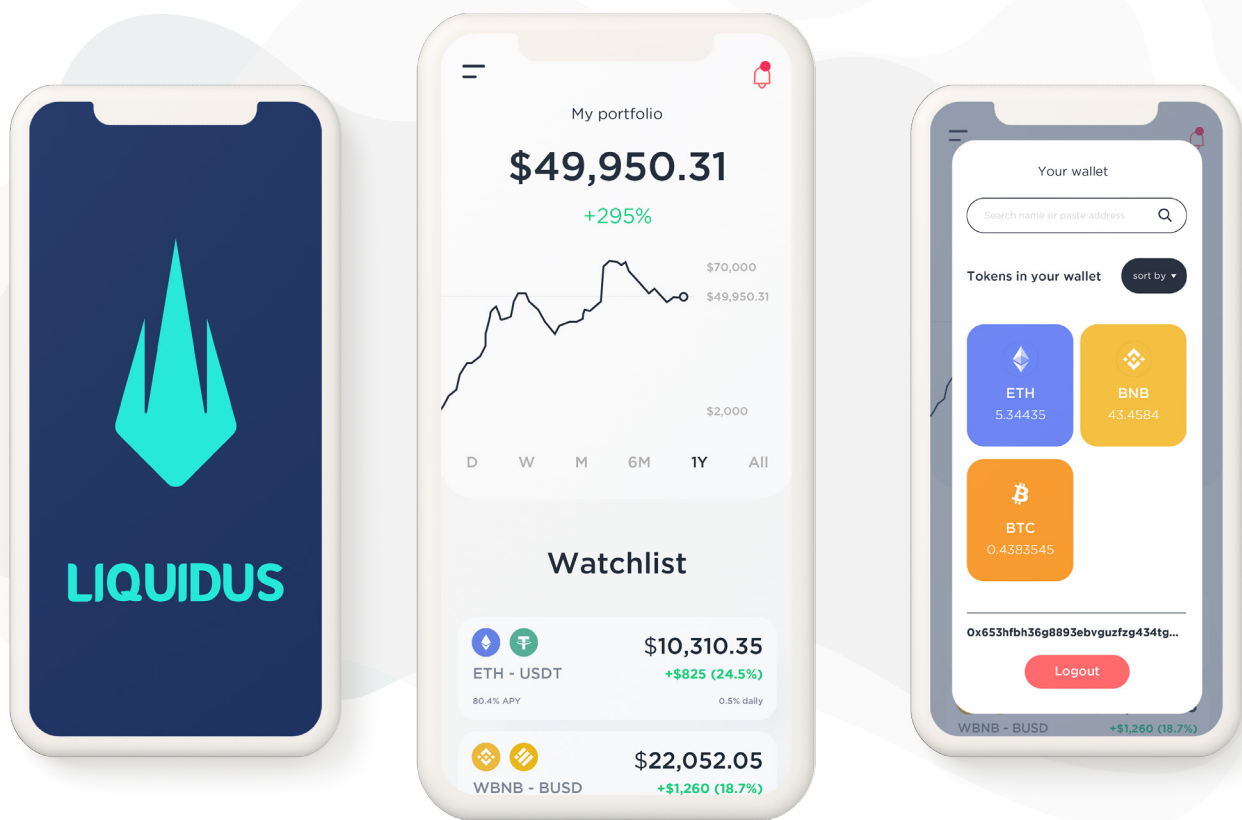 LIQUIDUS
My portfolio
$49,950.31
+295%
$70,000
$49,950.31
$2,000
D W M 6M 1Y All
Watchlist
ETH - USDT
$10,310.35
+$825 (24.5%)
80.4% APY
0.5% daily
WBNB - BUSD
$22,052.05
+$1,260 (18.7%)
Your wallet
Search name or paste address
Tokens in your wallet
sort by
ETH
5.34435
BNB
43.4584
BTC
0.4383545
0x653hfbh36g8893ebvguzfzg434tg...
Logout
WBNB - BUSD
+$1,260 (18.7%)